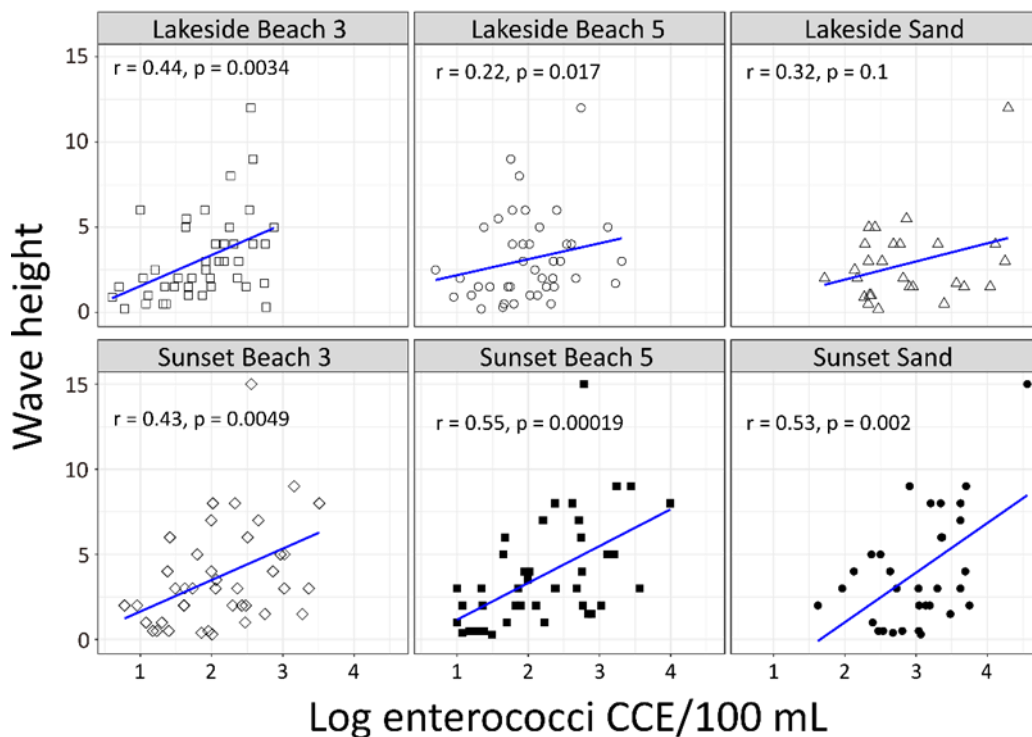 Lakeside Beach 3
Lakeside Beach 5
Lakeside Sand
r = 0.44, p = 0.0034
r = 0.22, p = 0.017
r = 0.32, p = 0.1
15
10
5
0
Sunset Beach 3
Sunset Beach 5
Sunset Sand
r = 0.43, p = 0.0049
r = 0.55, p = 0.00019
r = 0.53, p = 0.002
15
10
5
0
1 2 3 4
1 2 3 4
1 2 3 4
Wave height
Log enterococci CCE/100 mL